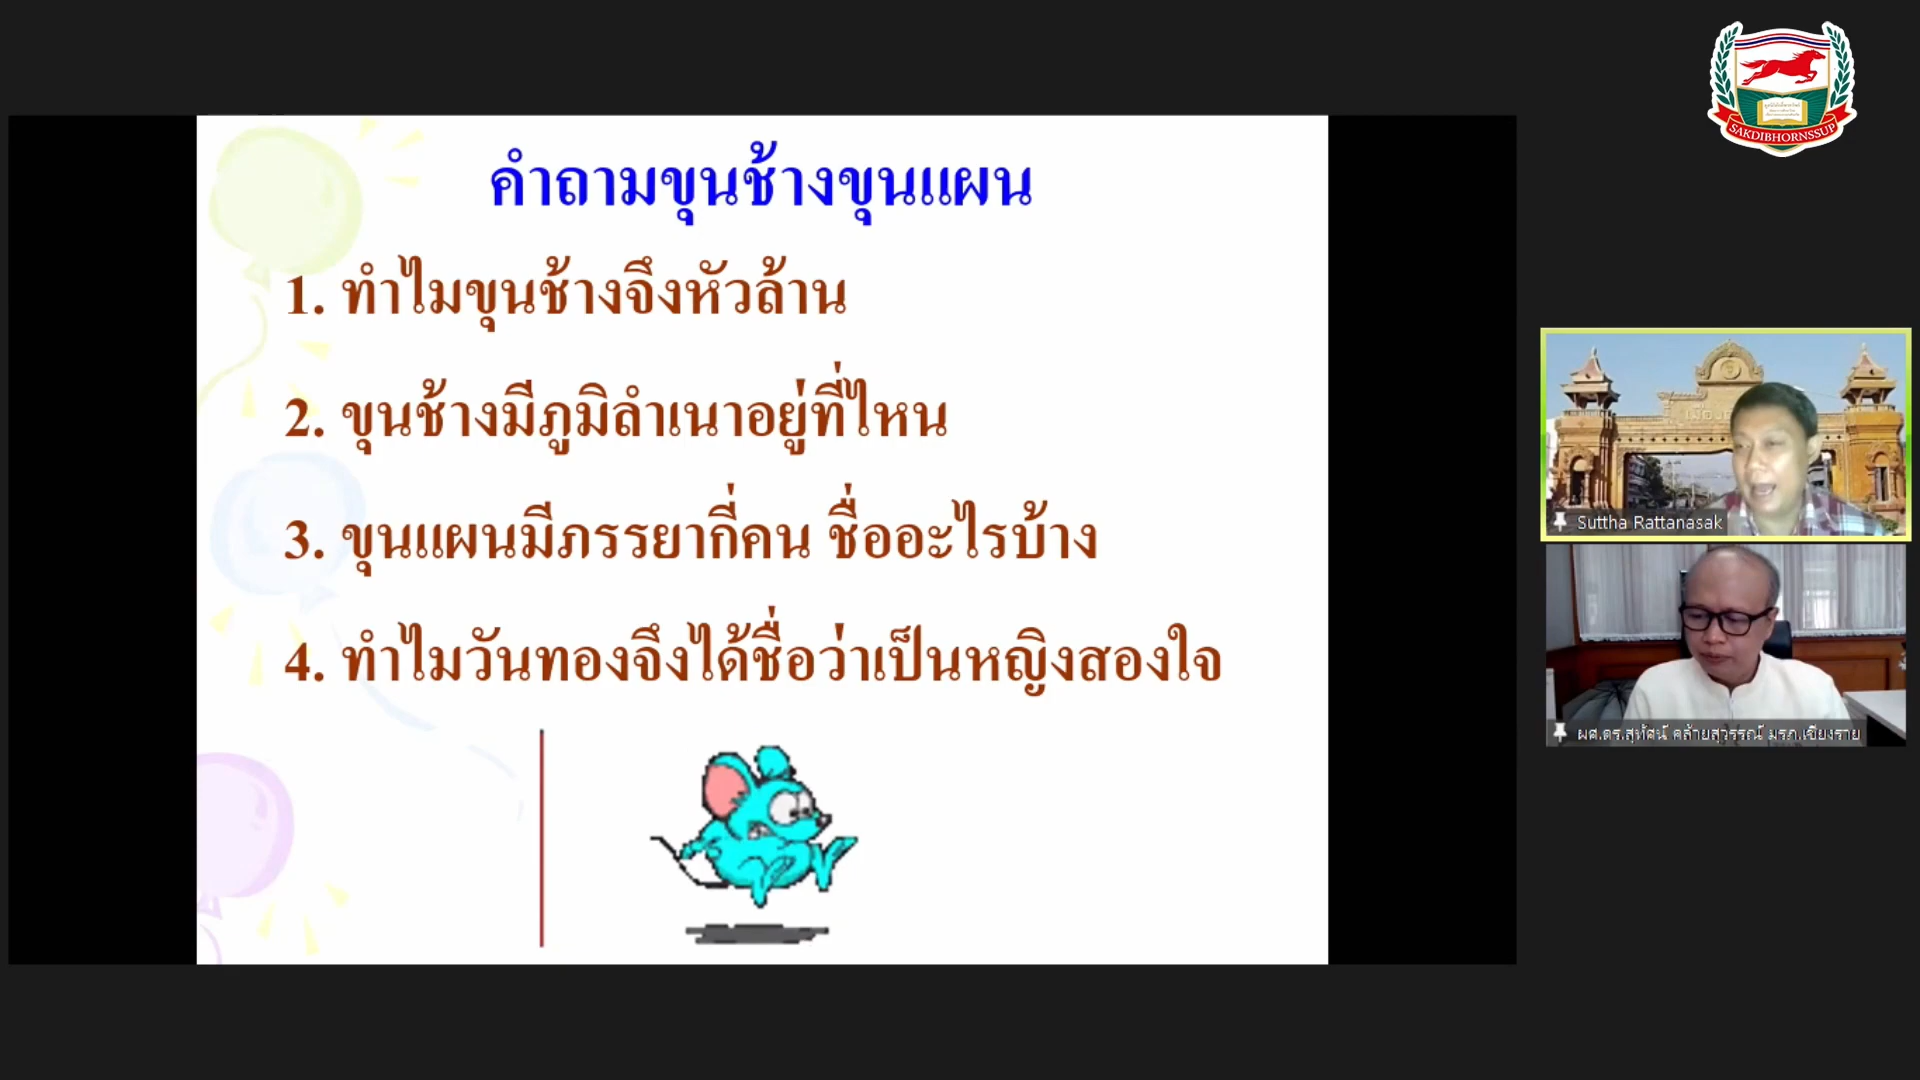 คำถามขุนช้างขุนแผน
1. ทำไมขุนช้างจึงหัวล้าน
2. ขุนช้างมีภูมิลำเนาอยู่ที่ไหน
3. ขุนแผนมีภรรยากี่คน ชื่ออะไรบ้าง
4. ทำไมวันทองจึงได้ชื่อว่าเป็นหญิงสองใจ
SAKDIBHORNSSUP
Suttha Rattanasak
ผศ.ดร.สุทัศน์ คล้ายสุวรรณ์ มรภ.เชียงราย